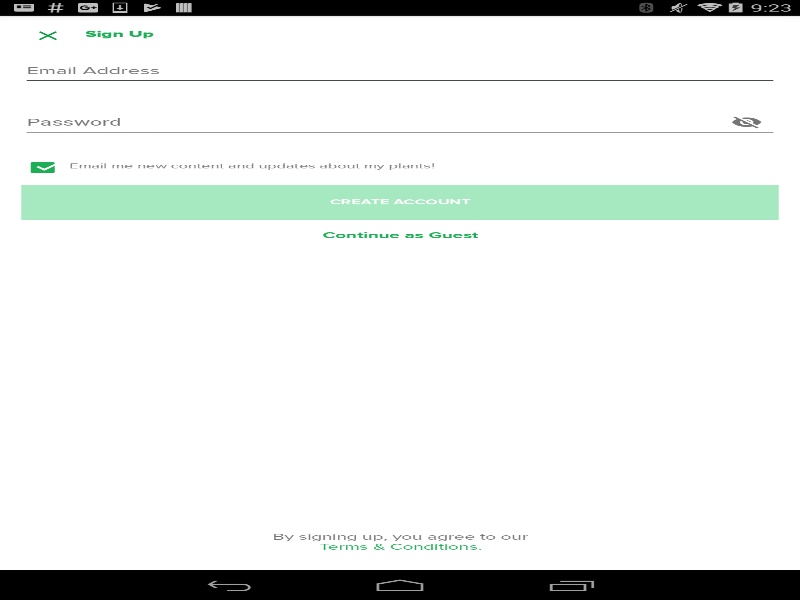 9:23
Sign Up
Email Address
Password
Email me new content and updates about my plants!
CREATE ACCOUNT
Continue as Guest
By signing up, you agree to our
Terms & Conditions.